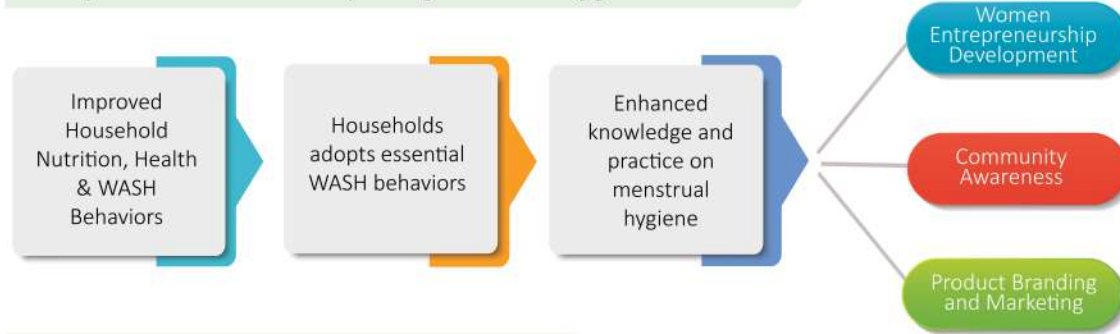 Improved
Household
Nutrition, Health
& WASH
Behaviors
Households
adopts essential
WASH behaviors
Enhanced
knowledge and
practice on
menstrual
hygiene
Women
Entrepreneurship
Development
Community
Awareness
Product Branding
and Marketing